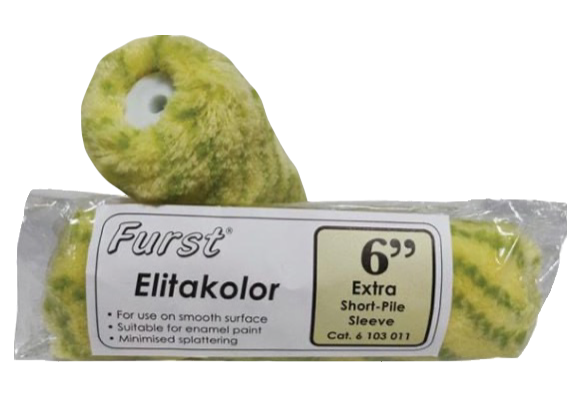 Furst®
Elitakolor
• For use on smooth surface
• Suitable for enamel paint
• Minimised splattering
6”
Extra
Short-Pile
Sleeve
Cat. 6 103 011